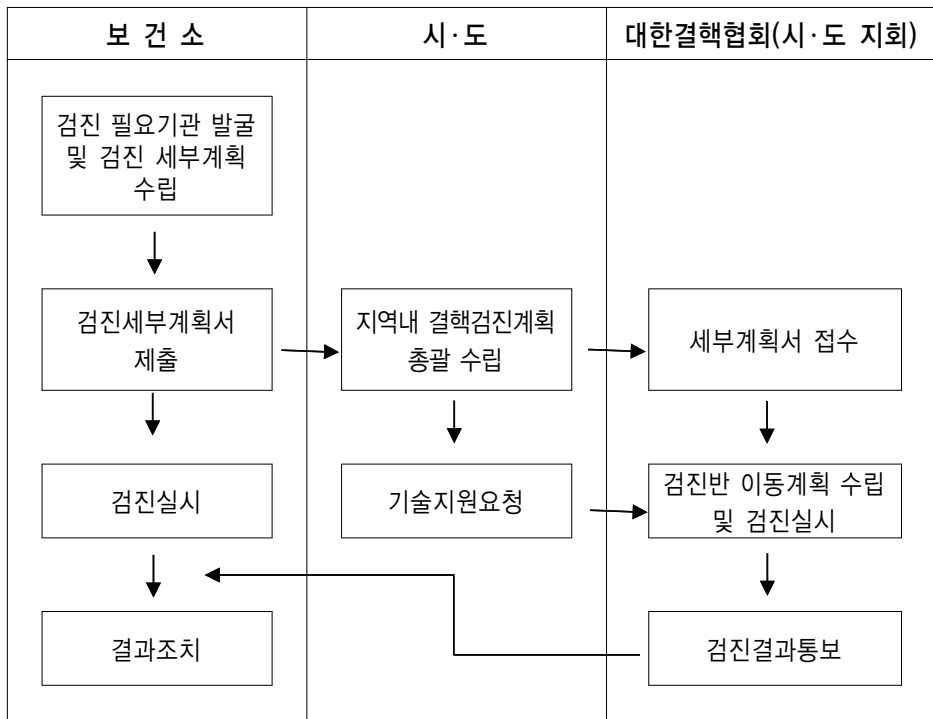 보 건 소
시·도
대한결핵협회(시·도 지회)
검진 필요기관 발굴
및 검진 세부계획
수립
검진세부계획서
제출
지역내 결핵검진계획
총괄 수립
세부계획서 접수
검진실시
기술지원요청
검진반 이동계획 수립
및 검진실시
결과조치
검진결과통보